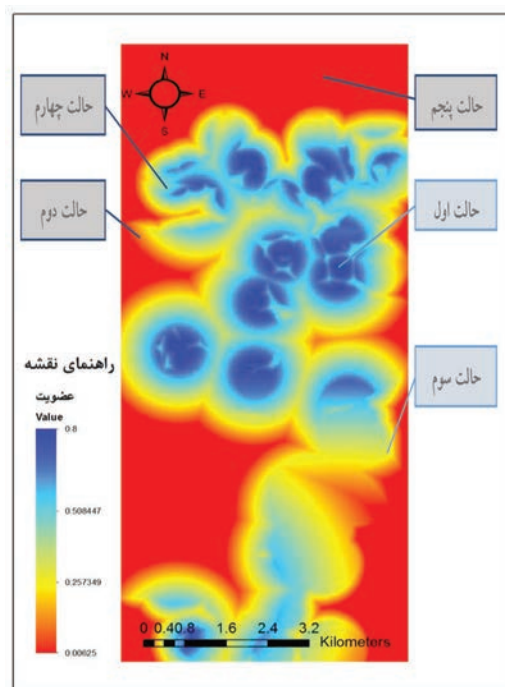 N
W E
S
حالت پنجم
حالت چهارم
حالت اول
حالت دوم
حالت سوم
راهنمای نقشه
عضویت
Value
0.8
0.508447
0.257349
0.00625
0 0.40.8 1.6 2.4 3.2
Kilometers